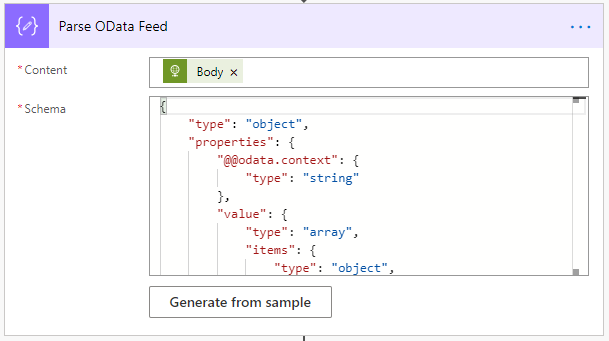 Parse OData Feed
* Content
Body ×
* Schema
{
"type": "object",
"properties": {
"@@odata.context": {
"type": "string"
},
"value": {
"type": "array",
"items": {
"type": "object",
Generate from sample